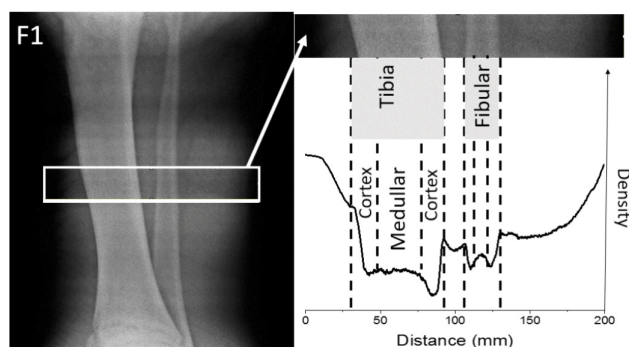 F1
Tibia
Fibular
Cortex
Medullar
Cortex
Density
0
50
100
150
200
Distance (mm)